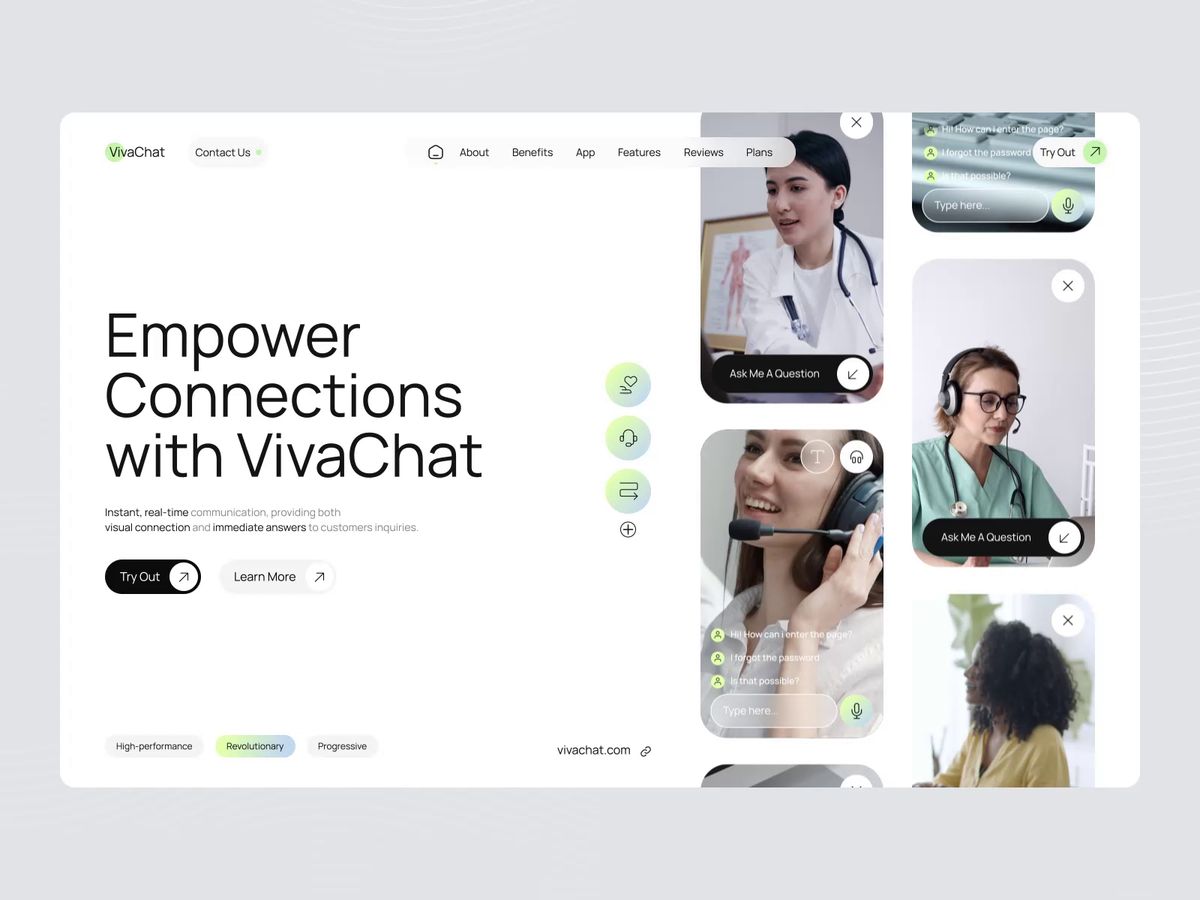 VivaChat
Contact Us
About
Benefits
App
Features
Reviews
Plans
Try Out
Empower
Connections
with VivaChat
Instant, real-time communication, providing both
visual connection and immediate answers to customers inquiries.
Try Out
Learn More
High-performance
Revolutionary
Progressive
vivachat.com
Ask Me A Question
T
Hi! How can i enter the page?
I forgot the password
Is that possible?
Type here...
Hi! How can i enter the page?
I forgot the password
Is that possible?
Type here...
Ask Me A Question